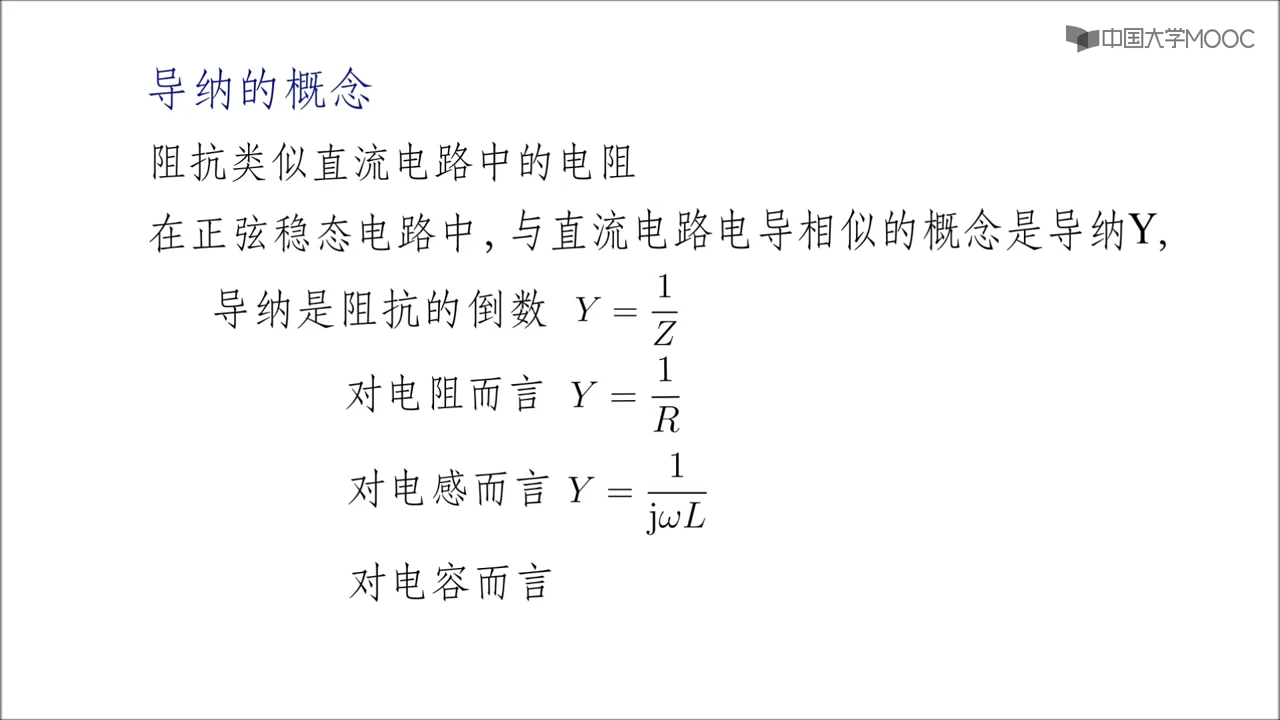 中国大学MOOC
导纳的概念
阻抗类似直流电路中的电阻
在正弦稳态电路中,与直流电路电导相似的概念是导纳Y,
导纳是阻抗的倒数 Y = 1/Z
对电阻而言 Y = 1/R
对电感而言 Y = 1/jωL
对电容而言